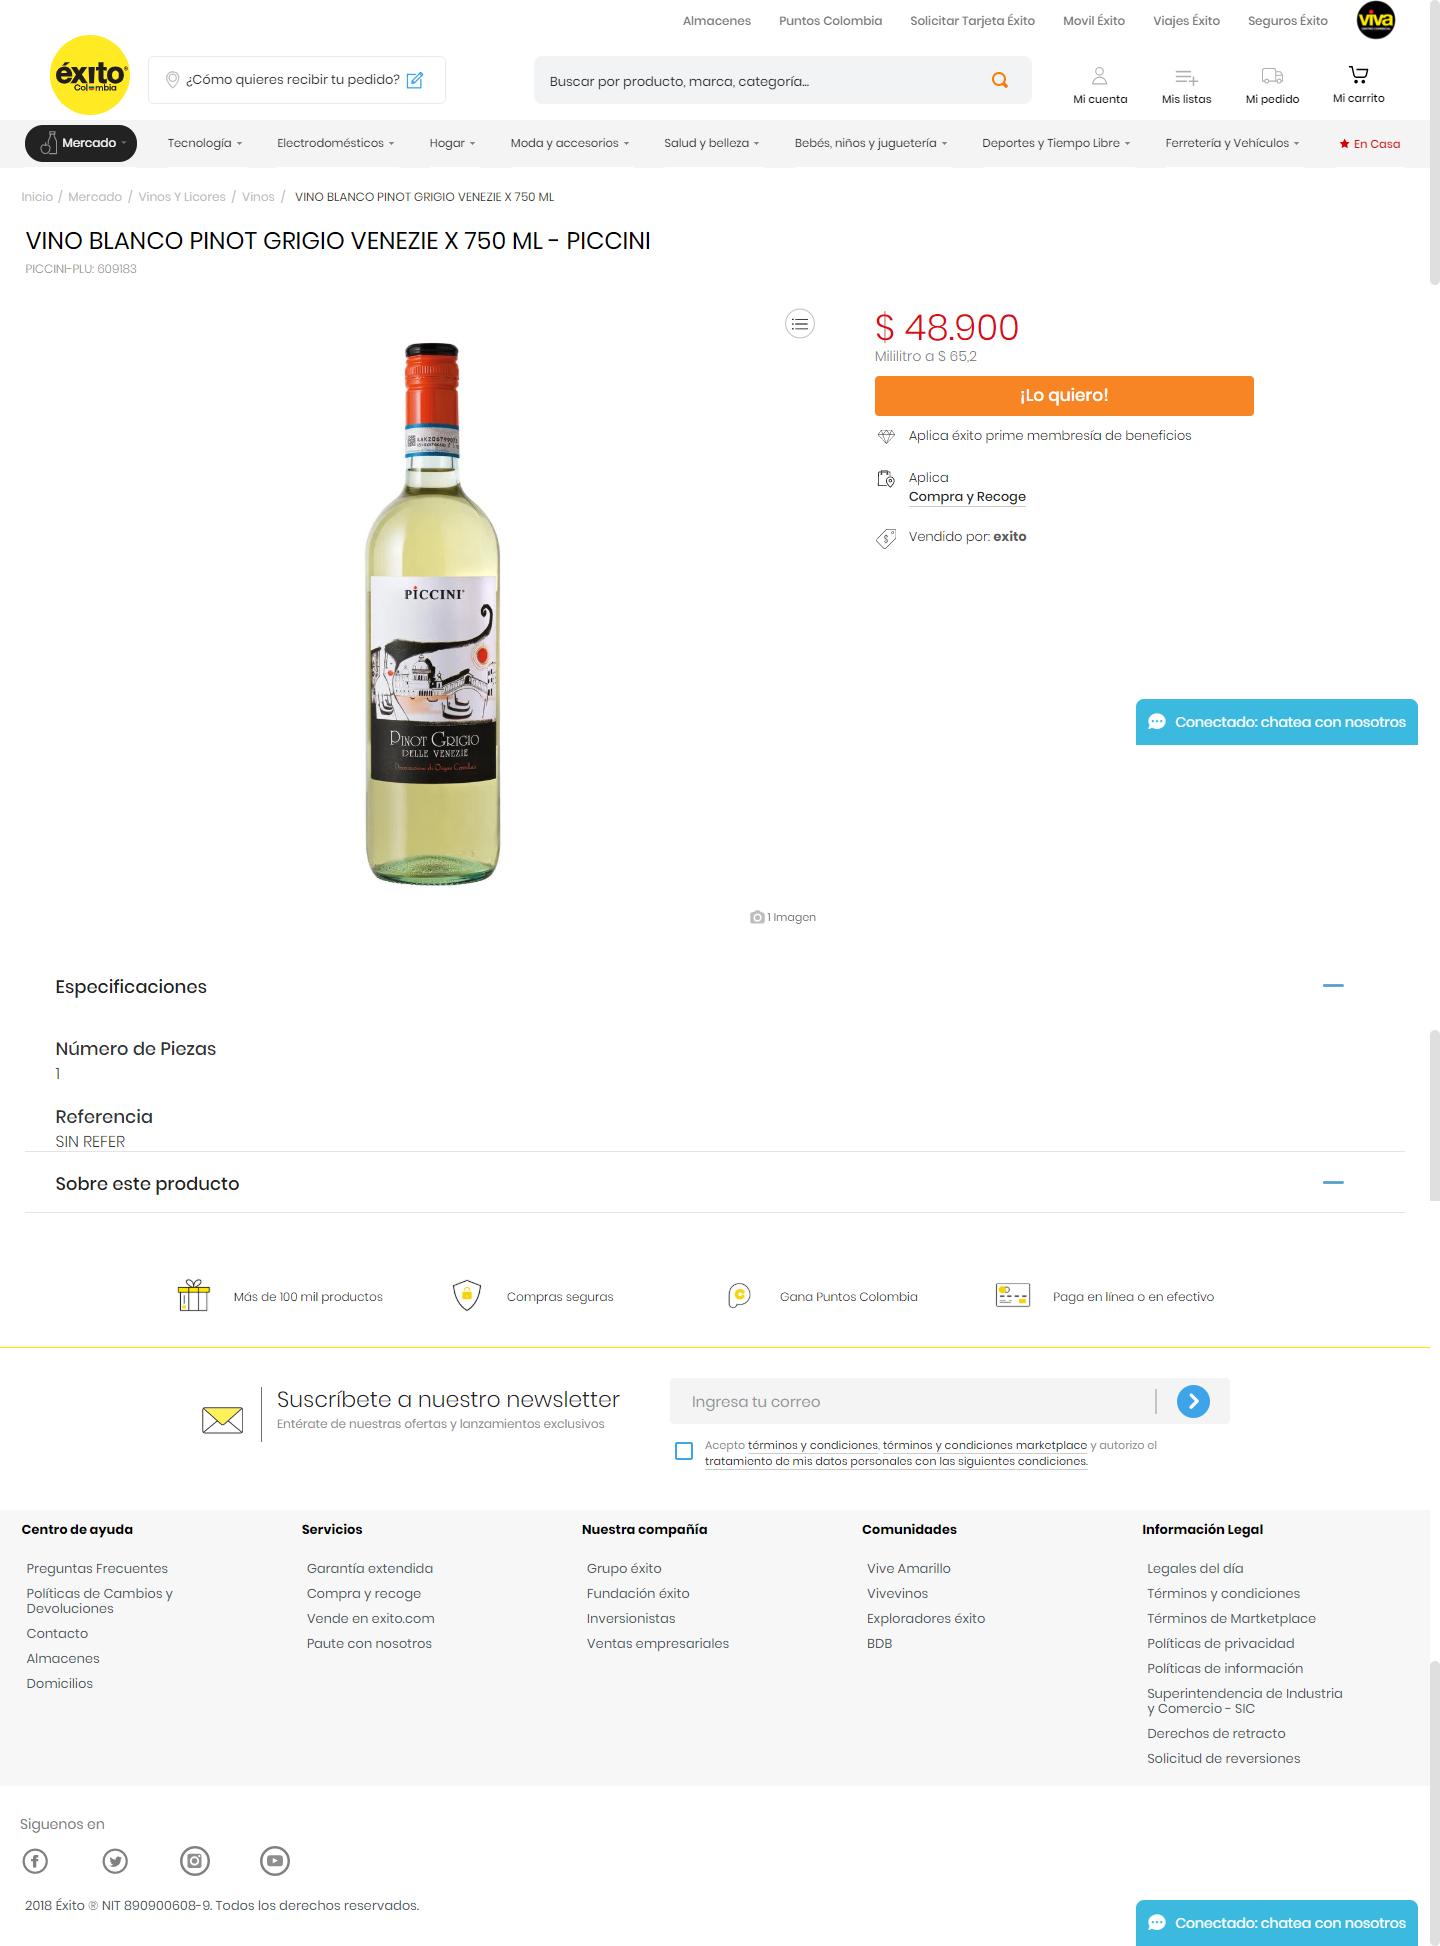 Almacenes Puntos Colombia Solicitar Tarjeta Éxito Movil Éxito Viajes Éxito Seguros Éxito viva
éxito
Colombia
¿Cómo quieres recibir tu pedido?
Buscar por producto, marca, categoría...
Mi cuenta Mis listas Mi pedido Mi carrito
Mercado Tecnología Electrodomésticos Hogar Moda y accesorios Salud y belleza Bebés, niños y juguetería Deportes y Tiempo Libre Ferretería y Vehículos En Casa
Inicio / Mercado / Vinos Y Licores / Vinos / VINO BLANCO PINOT GRIGIO VENEZIE X 750 ML
VINO BLANCO PINOT GRIGIO VENEZIE X 750 ML - PICCINI
PICCINI-PLU: 609183
$ 48.900
Mililitro a $ 65,2
¡Lo quiero!
Aplica éxito prime membresía de beneficios
Aplica
Compra y Recoge
Vendido por: exito
PICCINI
PINOT GRIGIO
DELLE VENEZIE
Conectado: chatea con nosotros
1 Imagen
Especificaciones
Número de Piezas
1
Referencia
SIN REFER
Sobre este producto
Más de 100 mil productos Compras seguras Gana Puntos Colombia Paga en línea o en efectivo
Suscríbete a nuestro newsletter
Entérate de nuestras ofertas y lanzamientos exclusivos
Ingresa tu correo
Acepto términos y condiciones, términos y condiciones marketplace y autorizo el
tratamiento de mis datos personales con las siguientes condiciones.
Centro de ayuda
Preguntas Frecuentes
Políticas de Cambios y
Devoluciones
Contacto
Almacenes
Domicilios
Servicios
Garantía extendida
Compra y recoge
Vende en exito.com
Paute con nosotros
Nuestra compañía
Grupo éxito
Fundación éxito
Inversionistas
Ventas empresariales
Comunidades
Vive Amarillo
Vivevinos
Exploradores éxito
BDB
Información Legal
Legales del día
Términos y condiciones
Términos de Martketplace
Políticas de privacidad
Políticas de información
Superintendencia de Industria
y Comercio - SIC
Derechos de retracto
Solicitud de reversiones
Siguenos en
2018 Éxito ® NIT 890900608-9. Todos los derechos reservados.
Conectado: chatea con nosotros